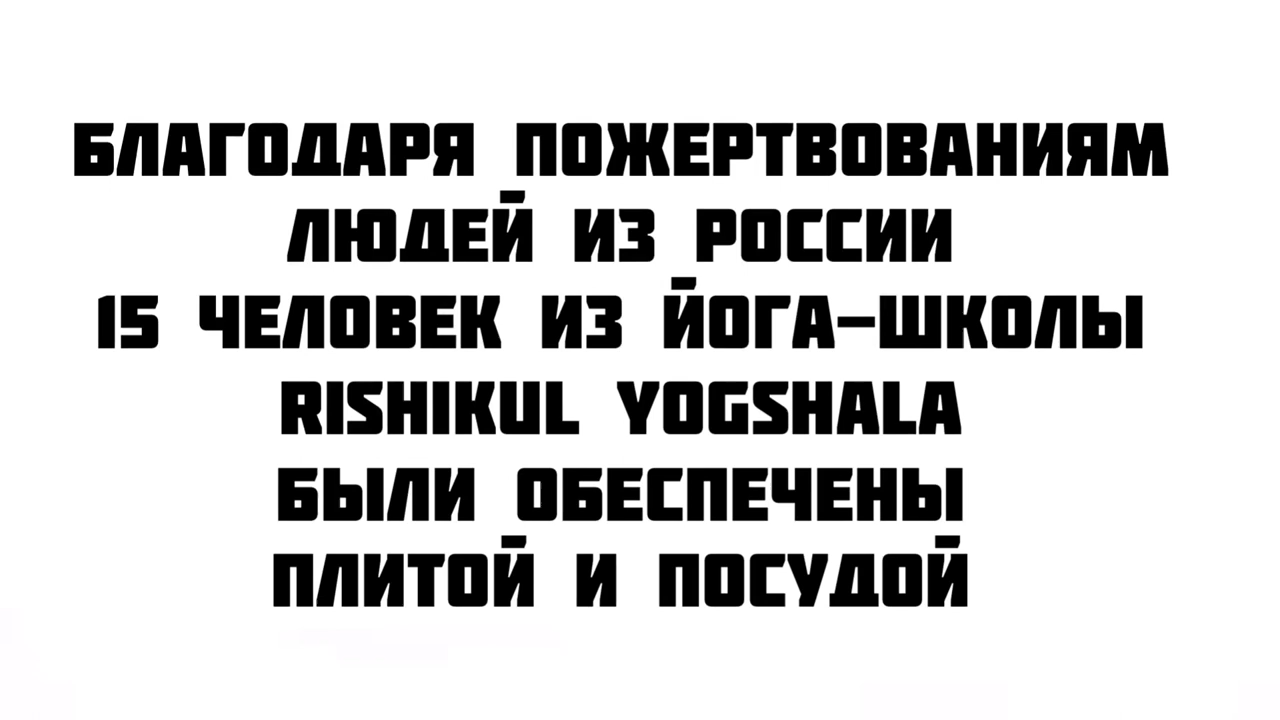 БЛАГОДАРЯ ПОЖЕРТВОВАНИЯМ
ЛЮДЕЙ ИЗ РОССИИ
15 ЧЕЛОВЕК ИЗ ЙОГА-ШКОЛЫ
RISHIKUL YOGSHALA
БЫЛИ ОБЕСПЕЧЕНЫ
ПЛИТОЙ И ПОСУДОЙ